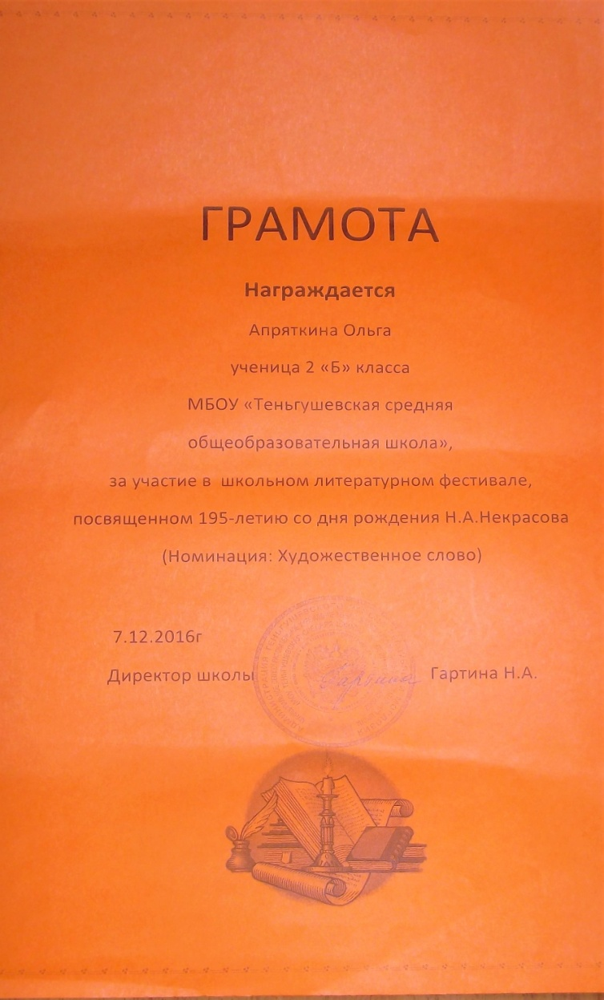 ГРАМОТА
Награждается
Апряткина Ольга
ученица 2 «Б» класса
МБОУ «Теньгушевская средняя
общеобразовательная школа»,
за участие в школьном литературном фестивале,
посвященном 195-летию со дня рождения Н.А.Некрасова
(Номинация: Художественное слово)
7.12.2016г
Директор школы Гартина Н.А.